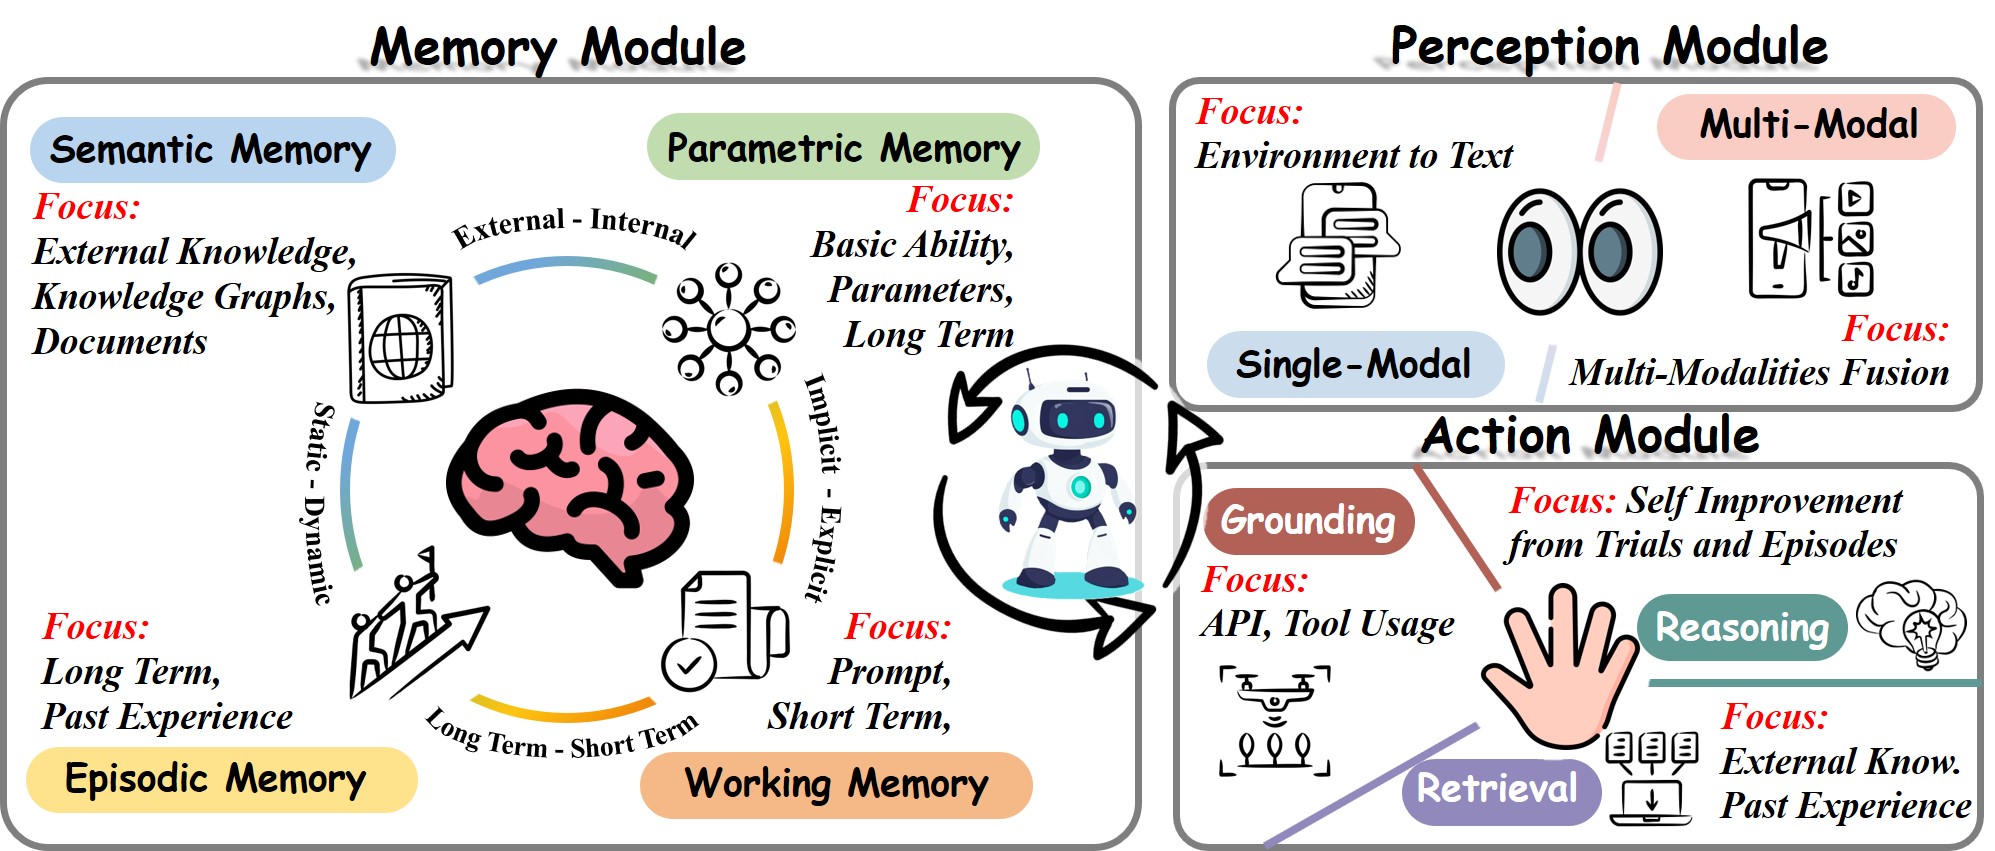 Memory Module
Semantic Memory
Focus:
External Knowledge,
Knowledge Graphs,
Documents
External - Internal
Parametric Memory
Focus:
Basic Ability,
Parameters,
Long Term
Static - Dynamic
Implicit - Explicit
Focus:
Long Term,
Past Experience
Episodic Memory
Long Term - Short Term
Focus:
Prompt,
Short Term,
Working Memory
Perception Module
Focus:
Environment to Text
Single-Modal
Multi-Modal
Focus:
Multi-Modalities Fusion
Action Module
Grounding
Focus:
API, Tool Usage
Focus: Self Improvement
from Trials and Episodes
Reasoning
Retrieval
Focus:
External Know.
Past Experience